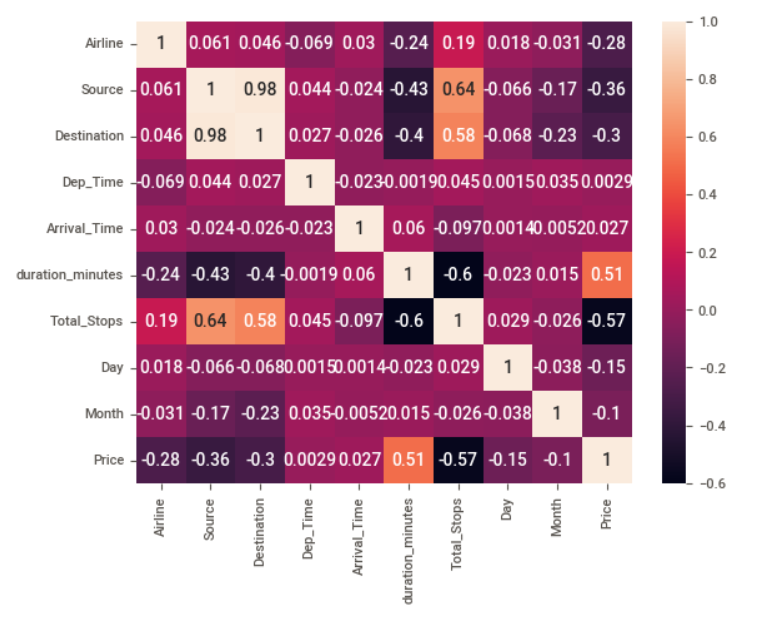 Airline 1 0.061 0.046 -0.069 0.03 -0.24 0.19 0.018 -0.031 -0.28
Source 0.061 1 0.98 0.044 -0.024 -0.43 0.64 -0.066 -0.17 -0.36
Destination 0.046 0.98 1 0.027 -0.026 -0.4 0.58 -0.068 -0.23 -0.3
Dep_Time -0.069 0.044 0.027 1 -0.023 -0.0019 0.045 0.0015 0.035 0.0029
Arrival_Time 0.03 -0.024 -0.026 -0.023 1 0.06 -0.097 0.0014 -0.0052 0.027
duration_minutes -0.24 -0.43 -0.4 -0.0019 0.06 1 -0.6 -0.023 0.015 0.51
Total_Stops 0.19 0.64 0.58 0.045 -0.097 -0.6 1 0.029 -0.026 -0.57
Day 0.018 -0.066 -0.068 0.0015 0.0014 -0.023 0.029 1 -0.038 -0.15
Month -0.031 -0.17 -0.23 0.035 -0.0052 0.015 -0.026 -0.038 1 -0.1
Price -0.28 -0.36 -0.3 0.0029 0.027 0.51 -0.57 -0.15 -0.1 1
Airline
Source
Destination
Dep_Time
Arrival_Time
duration_minutes
Total_Stops
Day
Month
Price
1.0
0.8
0.6
0.4
0.2
0.0
−0.2
−0.4
−0.6